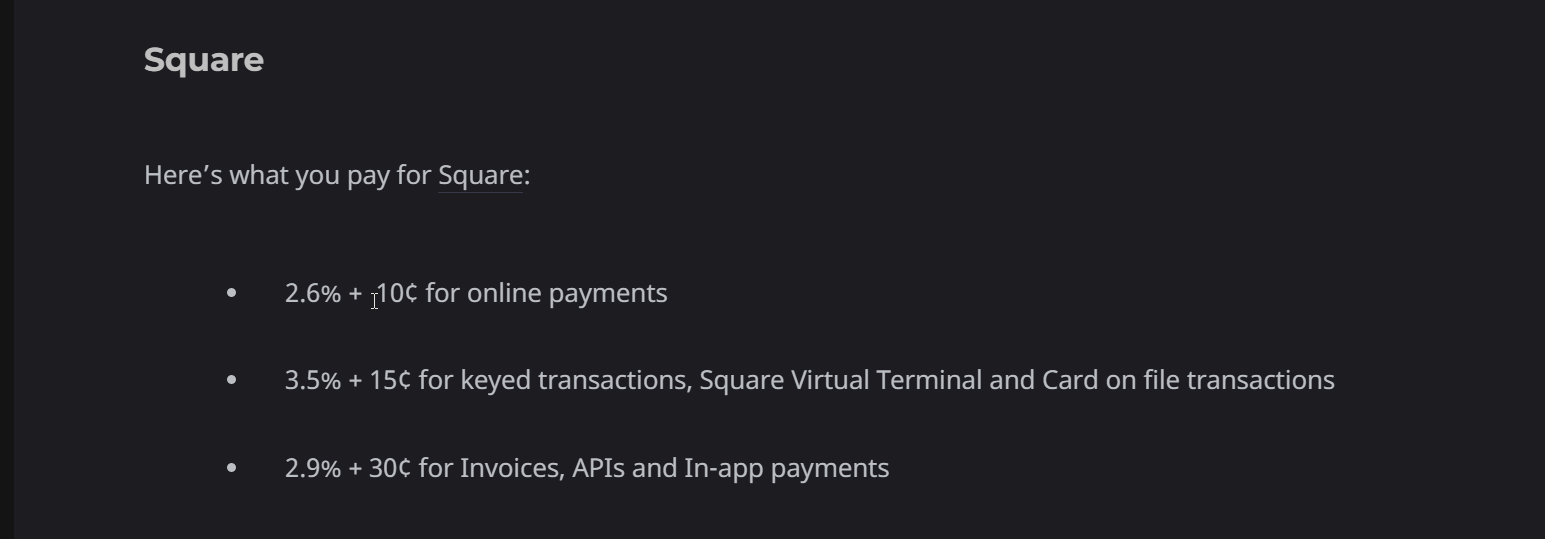 Square
Here’s what you pay for Square:
• 2.6% + 10¢ for online payments
• 3.5% + 15¢ for keyed transactions, Square Virtual Terminal and Card on file transactions
• 2.9% + 30¢ for Invoices, APIs and In-app payments